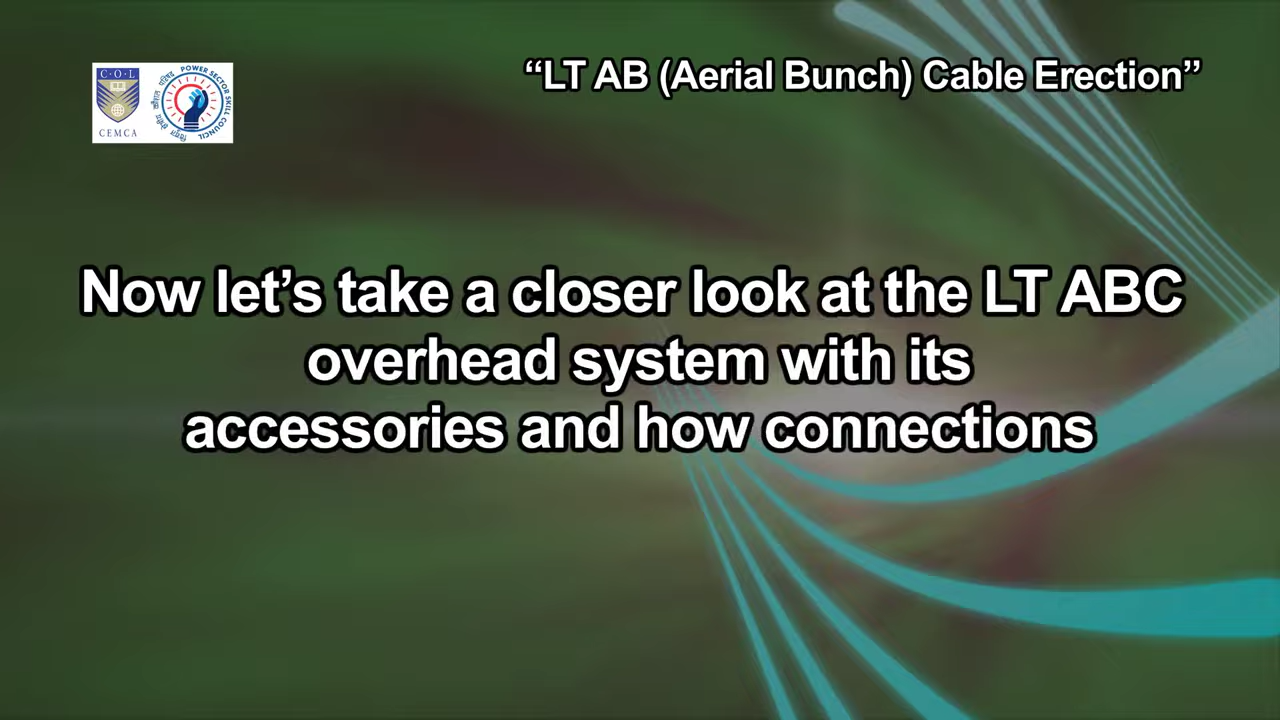 “LT AB (Aerial Bunch) Cable Erection”
C·O·L
CEMCA
POWER SECTOR SKILL COUNCIL
Now let’s take a closer look at the LT ABC
overhead system with its
accessories and how connections